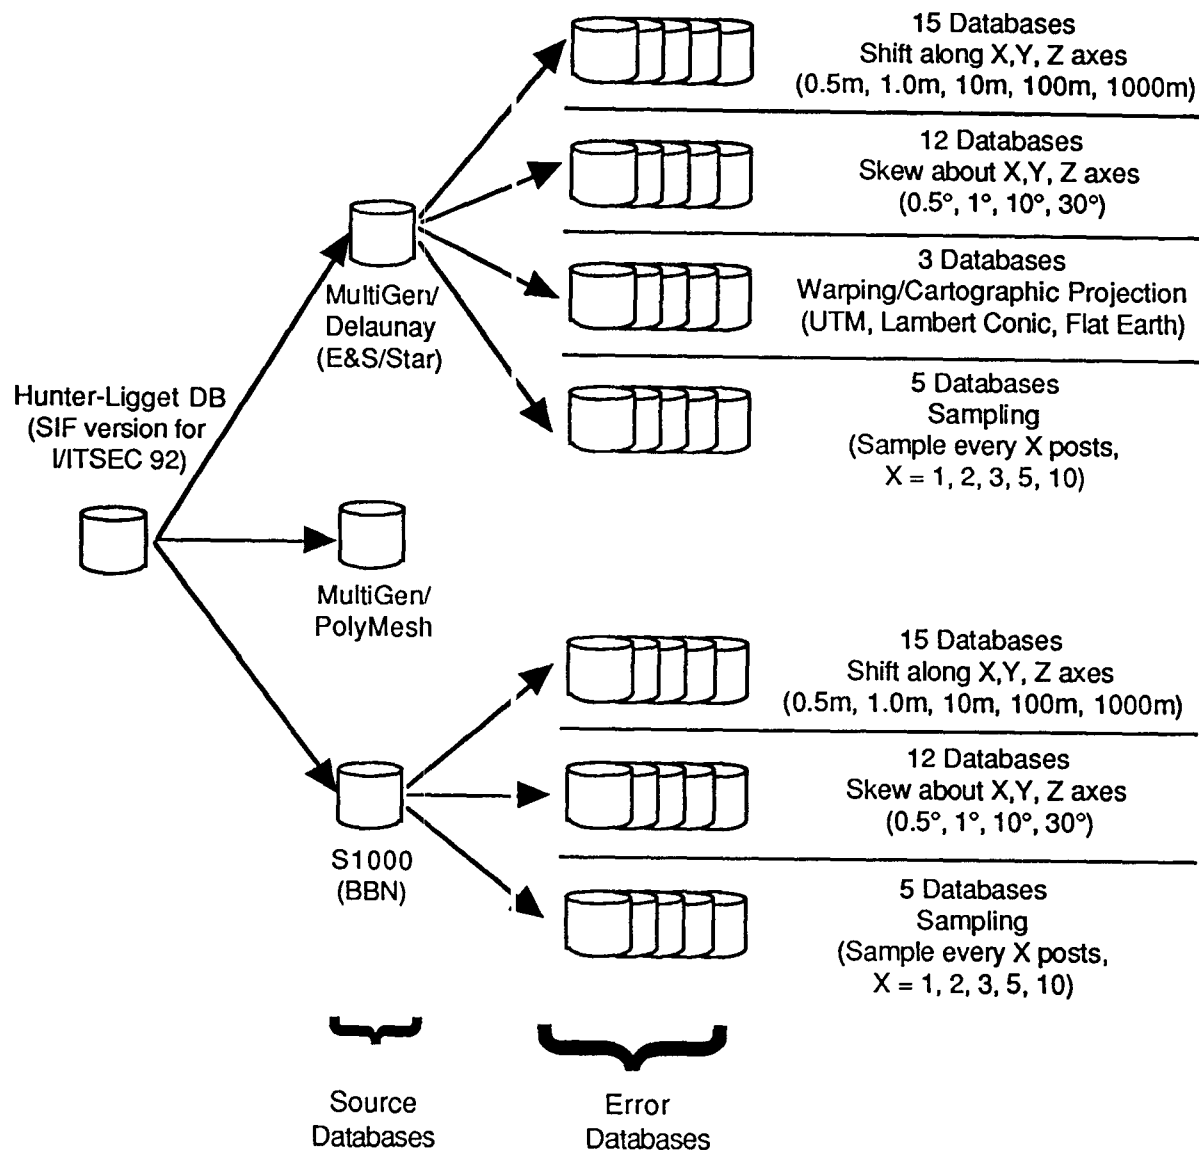 15 Databases
Shift along X,Y, Z axes
(0.5m, 1.0m, 10m, 100m, 1000m)
12 Databases
Skew about X,Y, Z axes
(0.5°, 1°, 10°, 30°)
3 Databases
Warping/Cartographic Projection
(UTM, Lambert Conic, Flat Earth)
5 Databases
Sampling
(Sample every X posts,
X = 1, 2, 3, 5, 10)
MultiGen/
Delaunay
(E&S/Star)
Hunter-Ligget DB
(SIF version for
I/ITSEC 92)
MultiGen/
PolyMesh
15 Databases
Shift along X,Y, Z axes
(0.5m, 1.0m, 10m, 100m, 1000m)
12 Databases
Skew about X,Y, Z axes
(0.5°, 1°, 10°, 30°)
S1000
(BBN)
5 Databases
Sampling
(Sample every X posts,
X = 1, 2, 3, 5, 10)
Source
Databases
Error
Databases